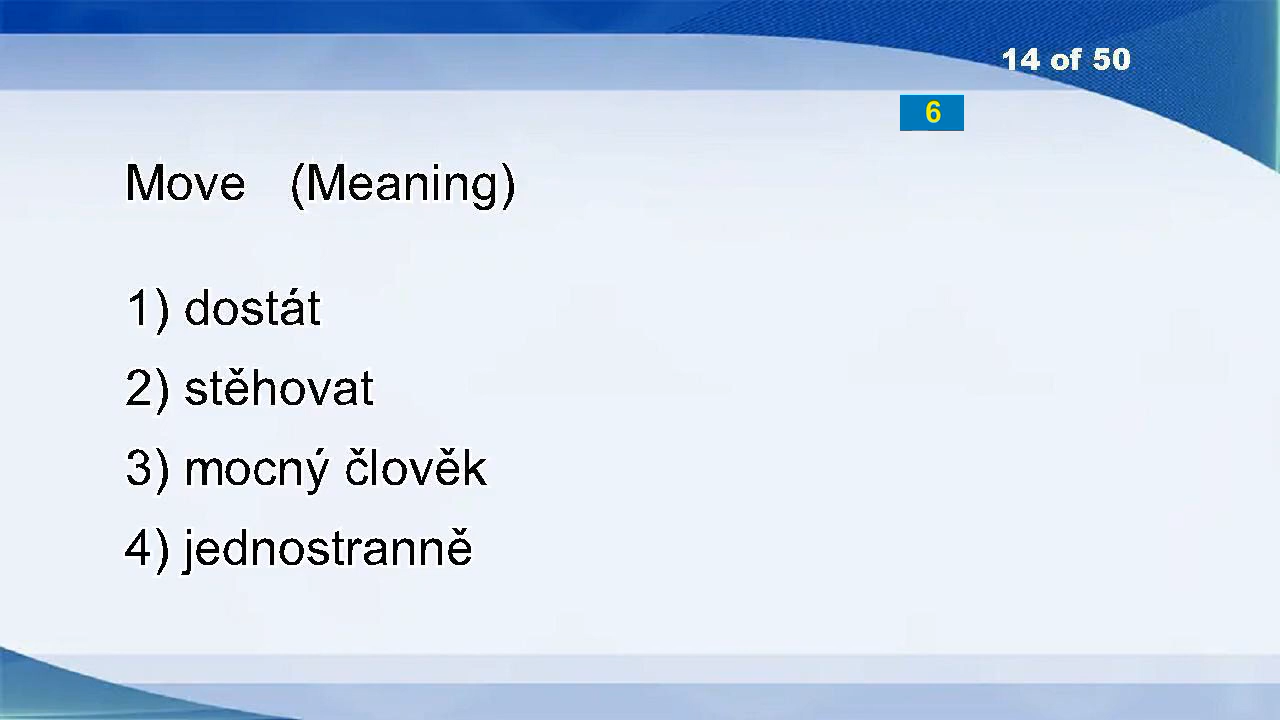 14 of 50
6
Move (Meaning)
1) dostát
2) stěhovat
3) mocný člověk
4) jednostranně